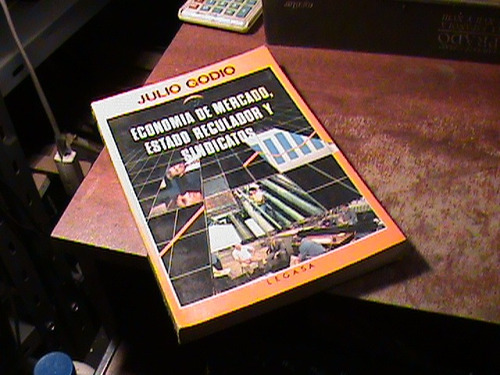 JULIO GODIO
ECONOMIA DE MERCADO,
ESTADO REGULADOR Y
SINDICATOS
LEGASA